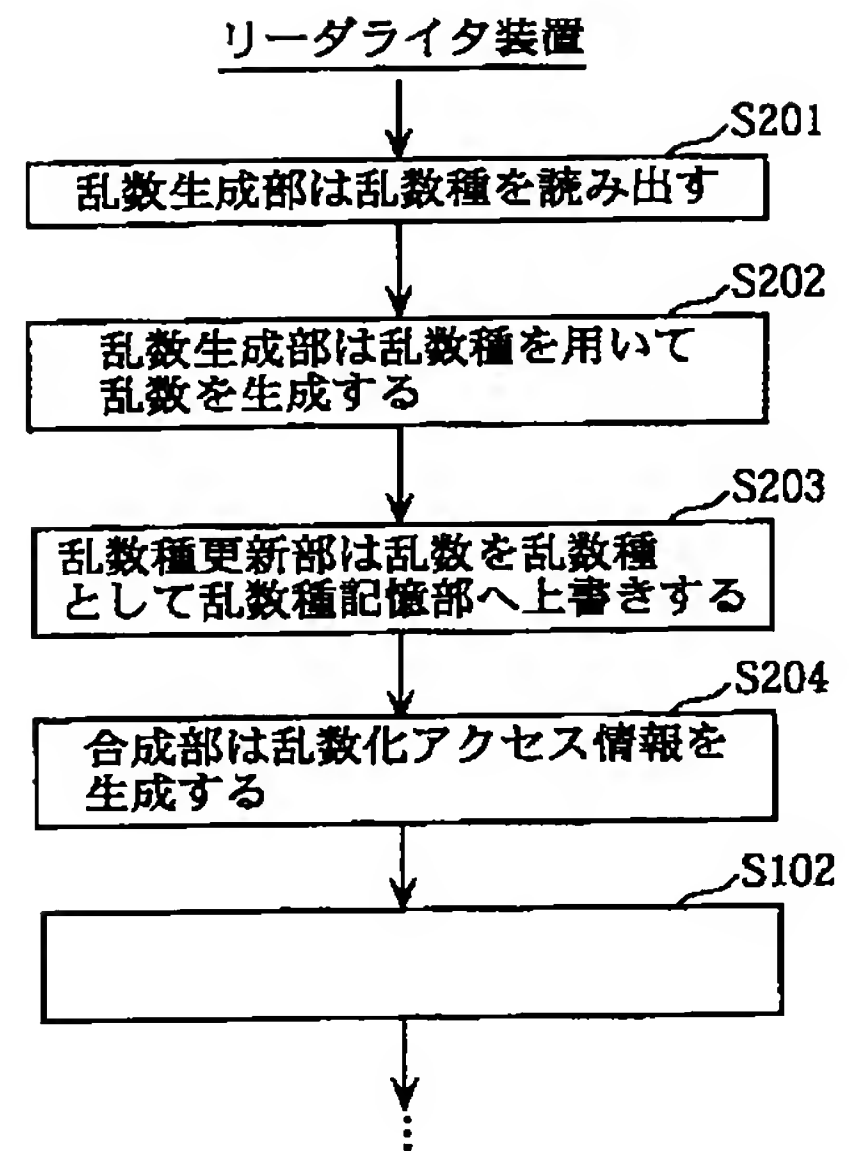 リーダライタ装置
S201
乱数生成部は乱数種を読み出す
S202
乱数生成部は乱数種を用いて
乱数を生成する
S203
乱数種更新部は乱数を乱数種
として乱数種記憶部へ上書きする
S204
合成部は乱数化アクセス情報を
生成する
S102